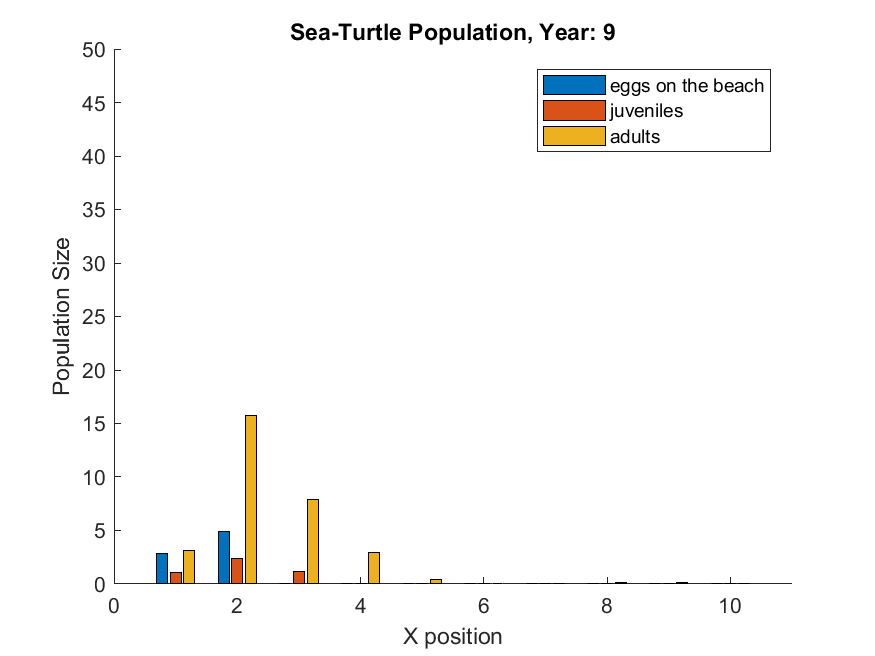 Sea-Turtle Population, Year: 9
eggs on the beach
juveniles
adults
Population Size
50
45
40
35
30
25
20
15
10
5
0
0 2 4 6 8 10
X position